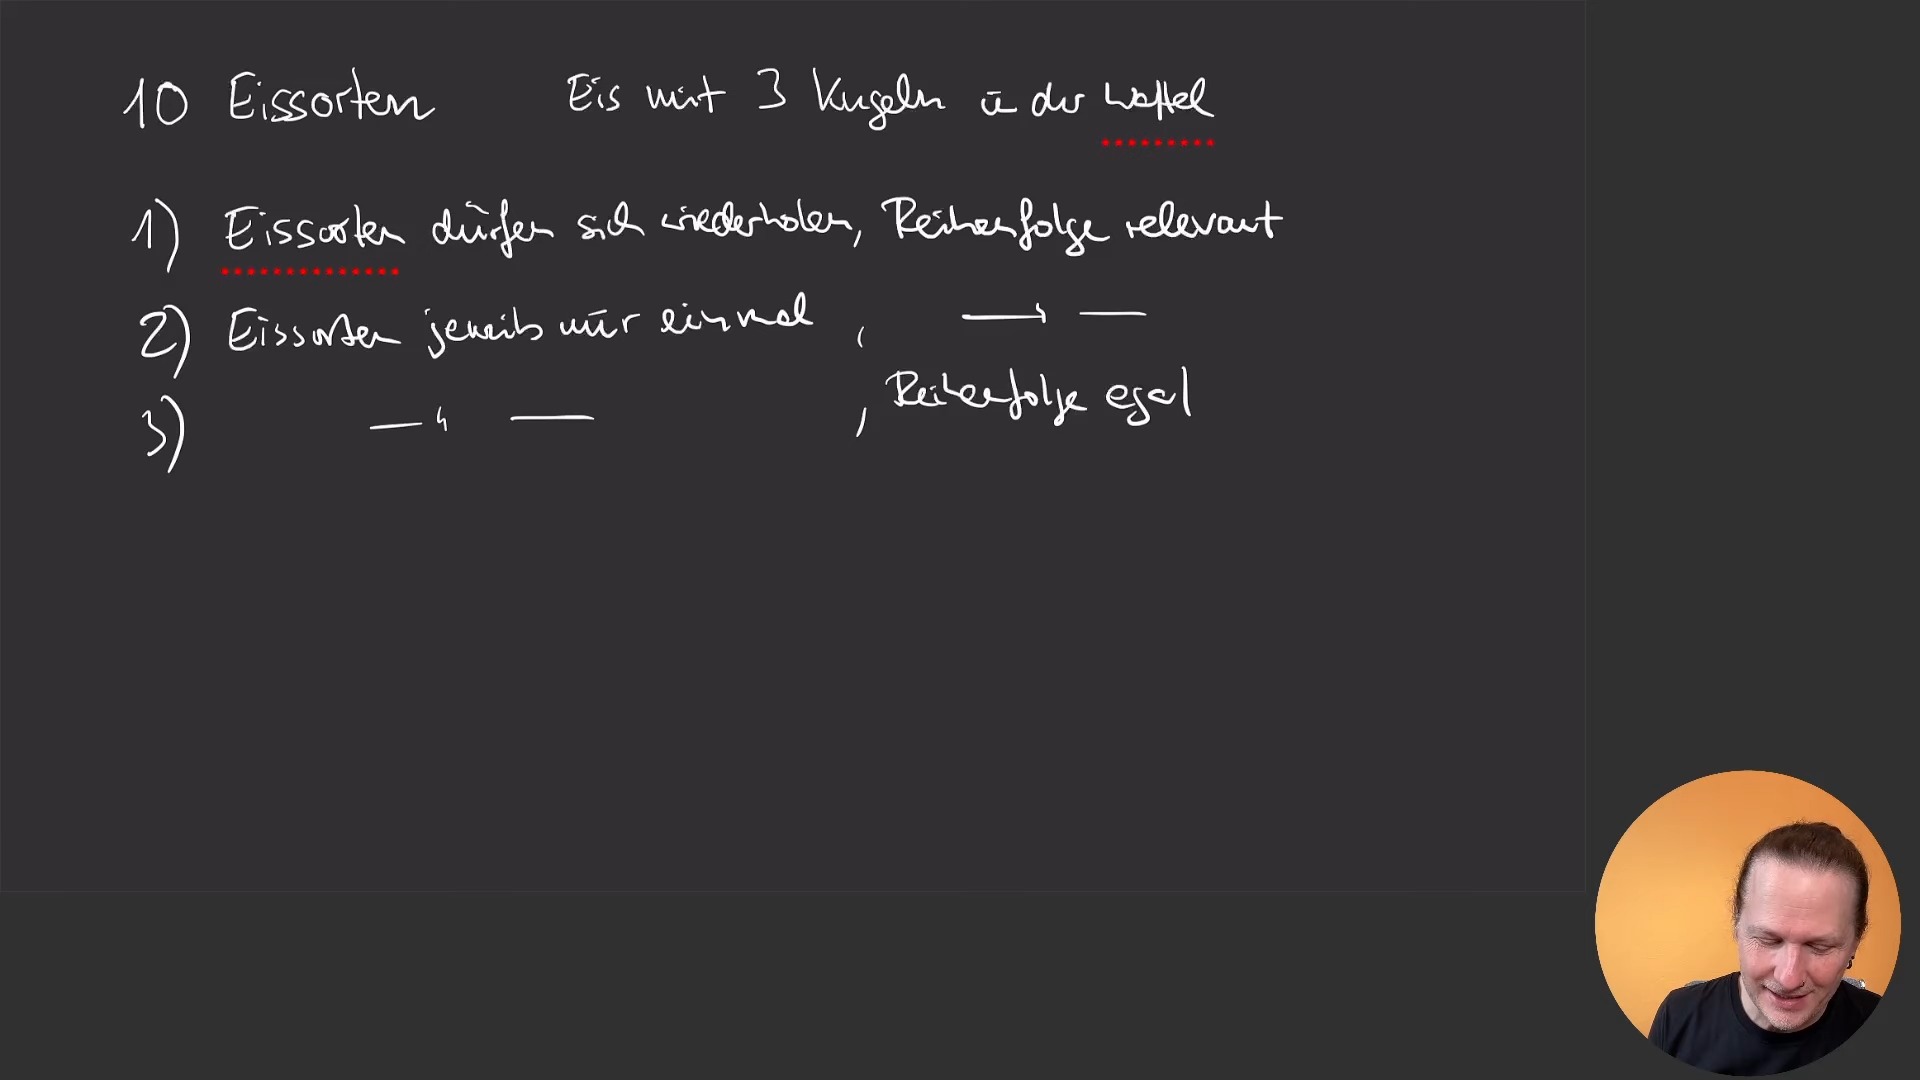 10 Eissorten Eis mit 3 Kugeln in der Waffel
1) Eissorten dürfen sich wiederholen, Reihenfolge relevant
2) Eissorten jeweils nur einmal, — " —
3) — " — , Reihenfolge egal